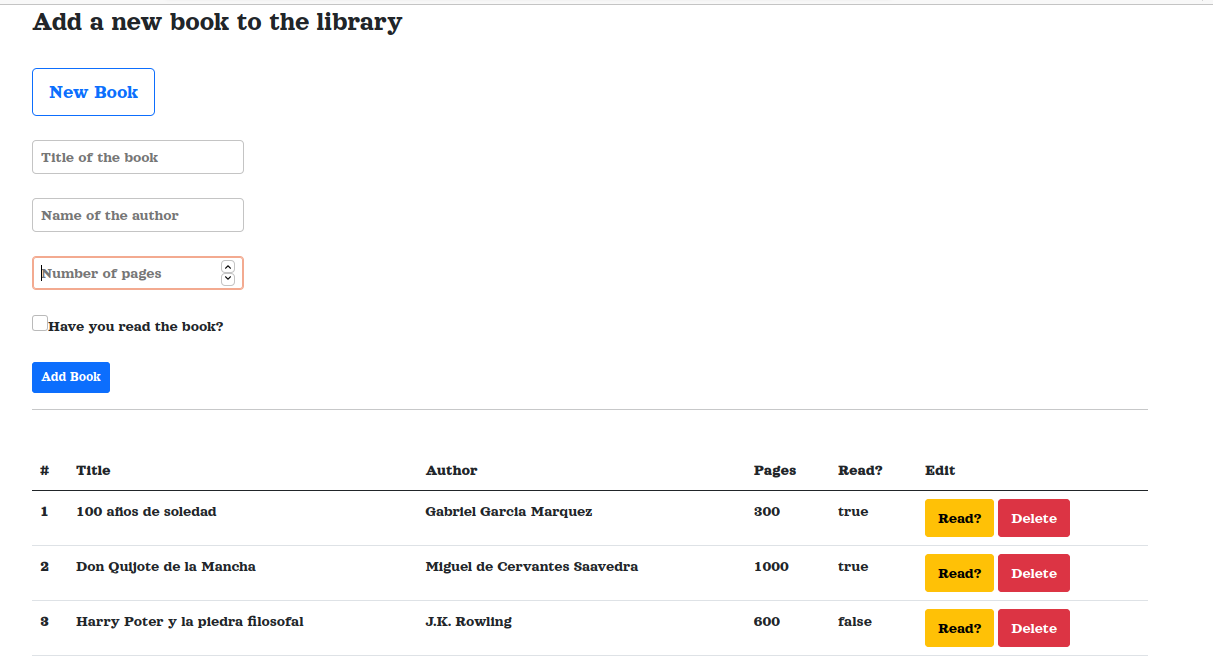 Add a new book to the library
New Book
Title of the book
Name of the author
Number of pages
Have you read the book?
Add Book
# Title Author Pages Read? Edit
1 100 años de soledad Gabriel Garcia Marquez 300 true Read? Delete
2 Don Quijote de la Mancha Miguel de Cervantes Saavedra 1000 true Read? Delete
3 Harry Poter y la piedra filosofal J.K. Rowling 600 false Read? Delete